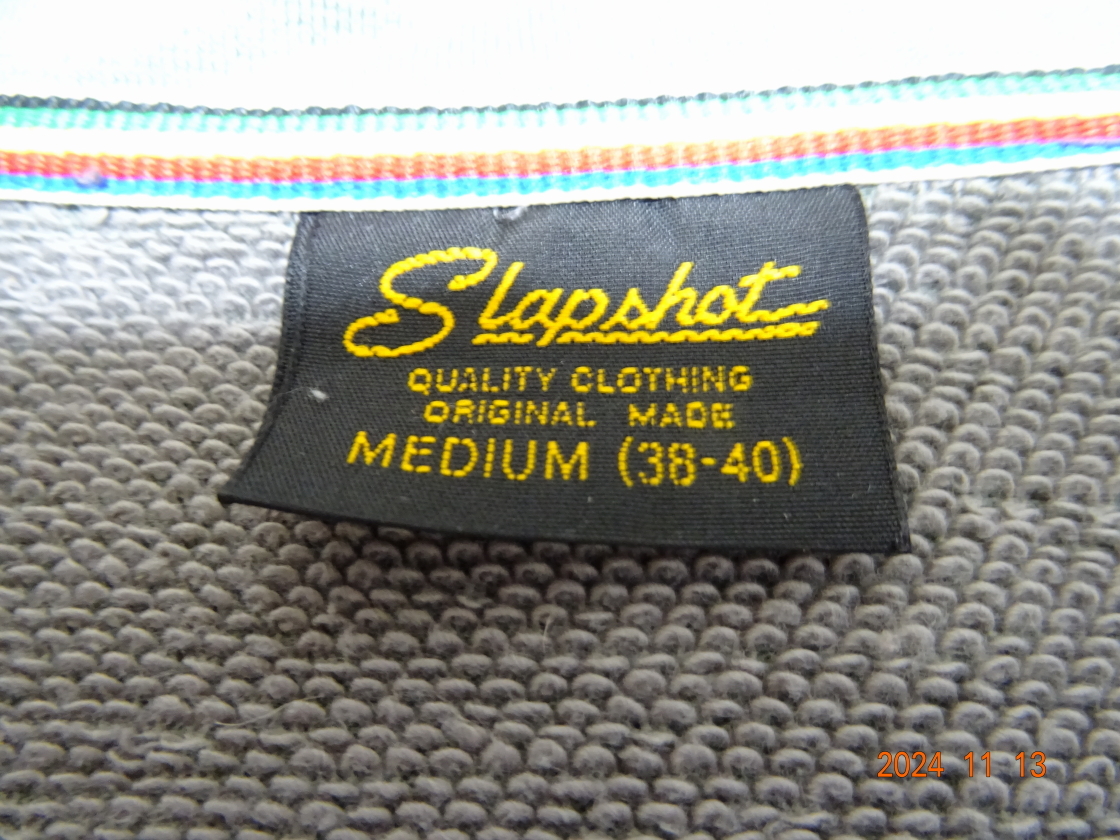 Slapshot
QUALITY CLOTHING
ORIGINAL MADE
MEDIUM (38-40)
2024 11 13